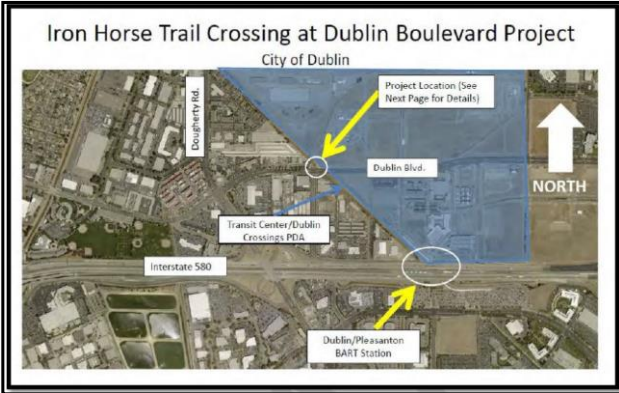 Iron Horse Trail Crossing at Dublin Boulevard Project
City of Dublin
Dougherty Rd.
Project Location (See
Next Page for Details)
Dublin Blvd.
NORTH
Transit Center/Dublin
Crossings PDA
Interstate 580
Dublin/Pleasanton
BART Station